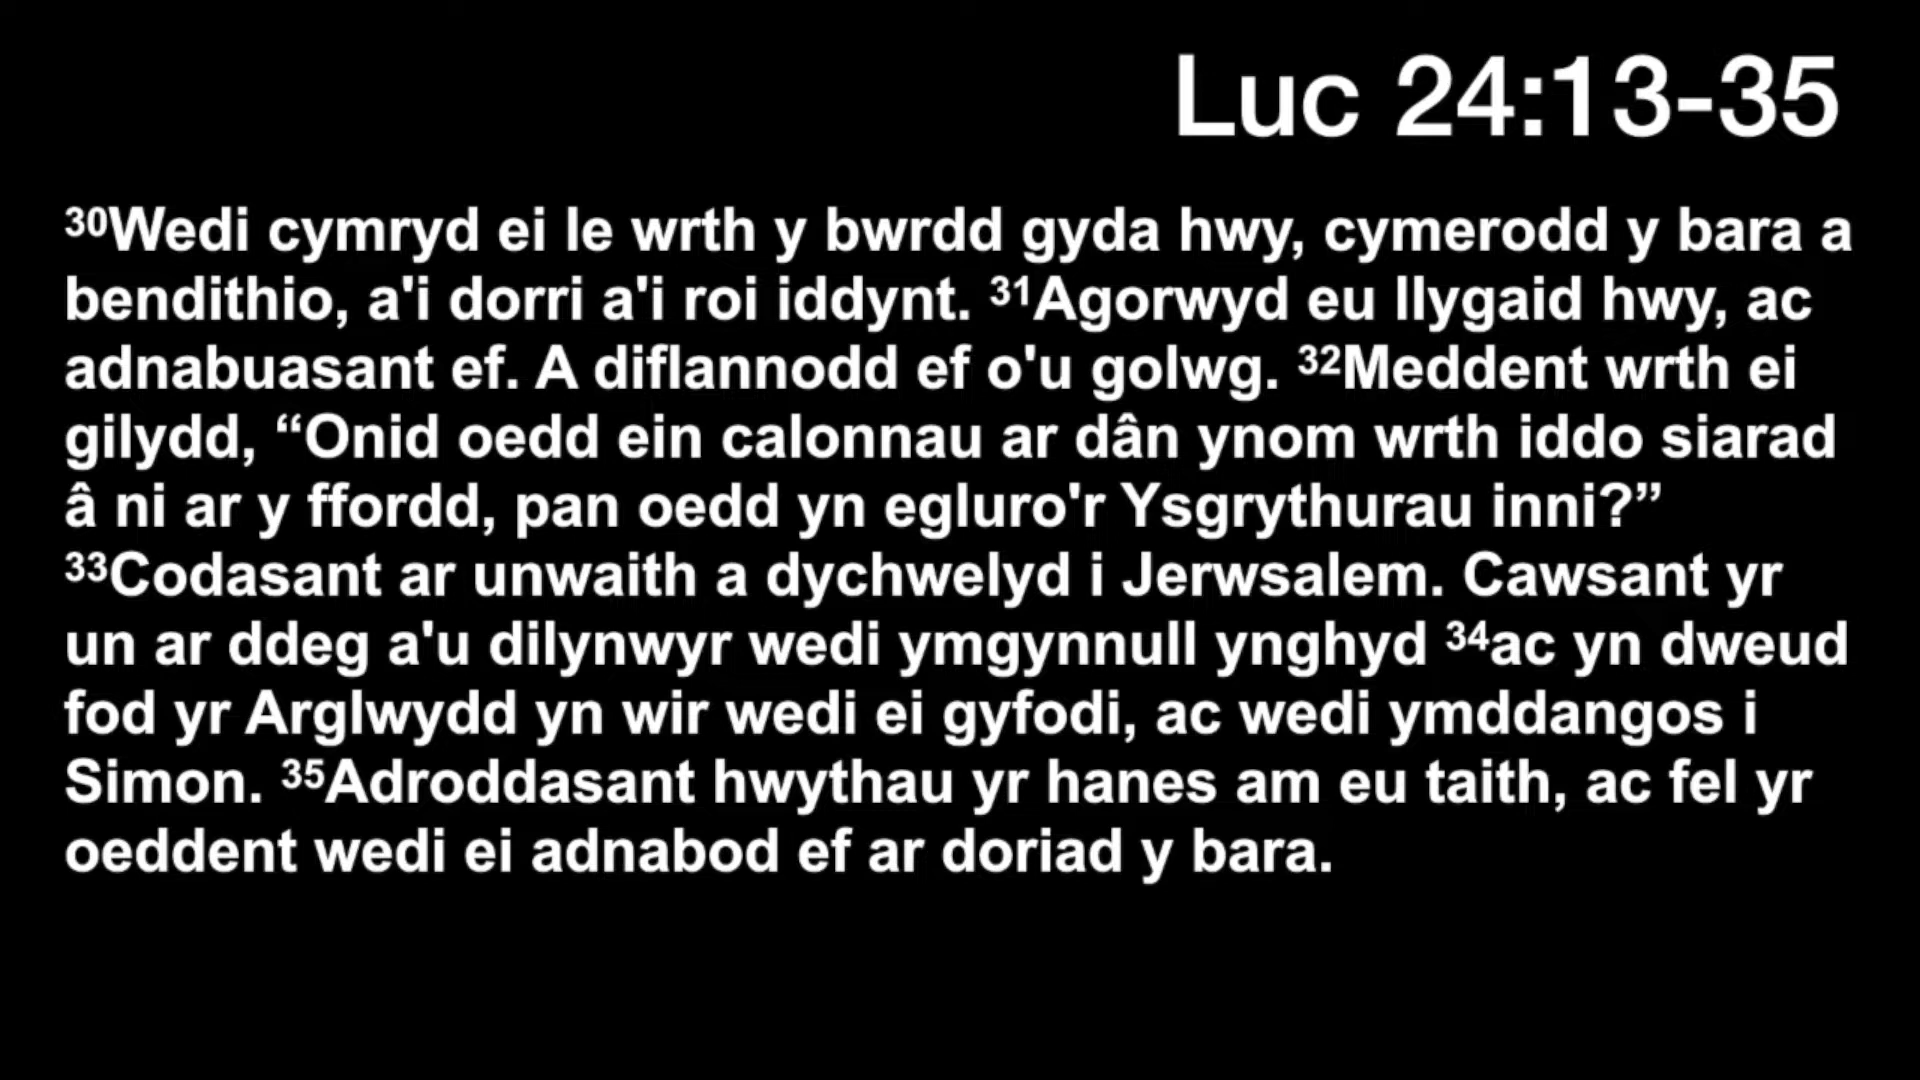 Luc 24:13-35
³⁰Wedi cymryd ei le wrth y bwrdd gyda hwy, cymerodd y bara a
bendithio, a'i dorri a'i roi iddynt. ³¹Agorwyd eu llygaid hwy, ac
adnabuasant ef. A diflannodd ef o'u golwg. ³²Meddent wrth ei
gilydd, “Onid oedd ein calonnau ar dân ynom wrth iddo siarad
â ni ar y ffordd, pan oedd yn egluro'r Ysgrythurau inni?”
³³Codasant ar unwaith a dychwelyd i Jerwsalem. Cawsant yr
un ar ddeg a'u dilynwyr wedi ymgynnull ynghyd ³⁴ac yn dweud
fod yr Arglwydd yn wir wedi ei gyfodi, ac wedi ymddangos i
Simon. ³⁵Adroddasant hwythau yr hanes am eu taith, ac fel yr
oeddent wedi ei adnabod ef ar doriad y bara.